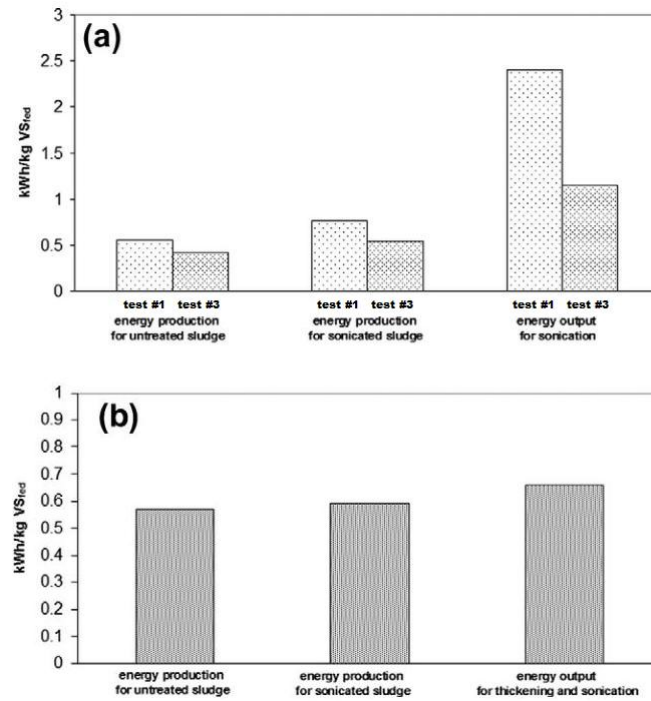 (a)
kWh/kg VSfed
3
2.5
2
1.5
1
0.5
0
test #1 test #3 test #1 test #3 test #1 test #3
energy production energy production energy output
for untreated sludge for sonicated sludge for sonication
(b)
kWh/kg VSfed
1
0.9
0.8
0.7
0.6
0.5
0.4
0.3
0.2
0.1
0
energy production energy production energy output
for untreated sludge for sonicated sludge for thickening and sonication